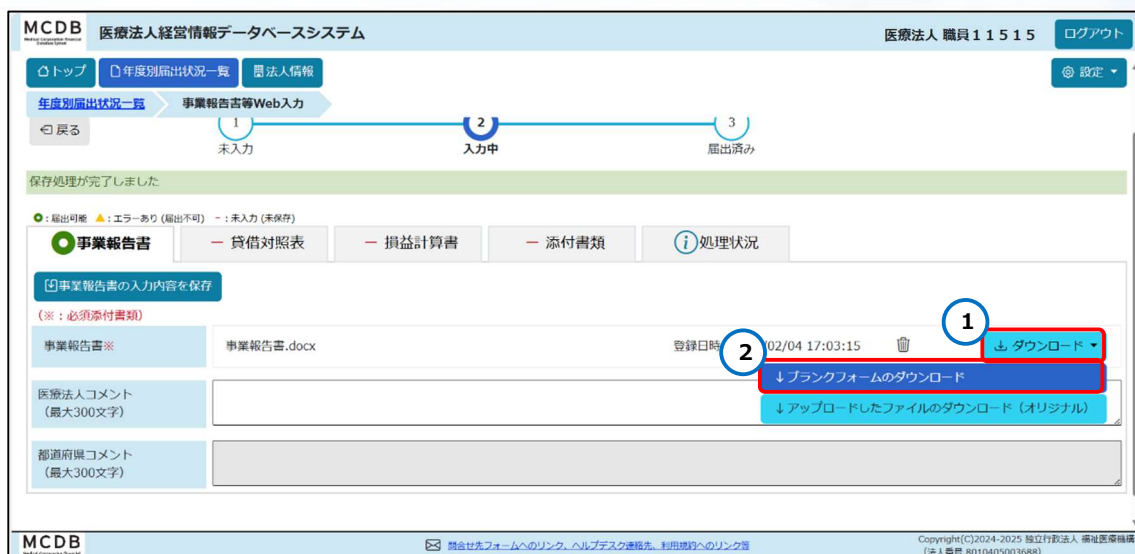 MCDB 医療法人経営情報データベースシステム 医療法人 職員11515 ログアウト
トップ 年度別届出状況一覧 法人情報 設定
年度別届出状況一覧 事業報告書等Web入力
戻る 1 2 3
未入力 入力中 届出済み
保存処理が完了しました
：届出可能 ：エラーあり (届出不可) －：未入力 (未保存)
事業報告書 － 貸借対照表 － 損益計算書 － 添付書類 i 処理状況
事業報告書の入力内容を保存
(※：必須添付書類)
1
事業報告書※ 事業報告書.docx 登録日時 /02/04 17:03:15 ダウンロード
2
↓ブランクフォームのダウンロード
↓アップロードしたファイルのダウンロード（オリジナル）
医療法人コメント
（最大300文字）
都道府県コメント
（最大300文字）
MCDB 問合せ先フォームへのリンク、ヘルプデスク連絡先、利用規約へのリンク等 Copyright(C)2024-2025 独立行政法人 福祉医療機構
(法人番号 8010405003688)